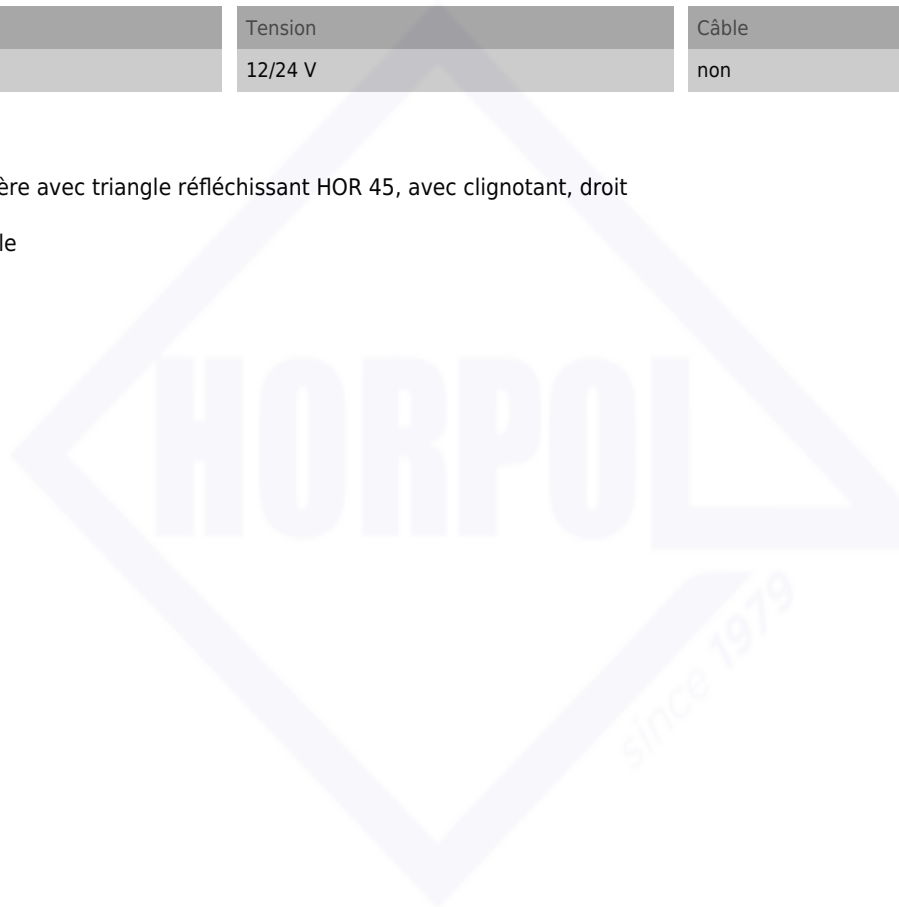 Tension Câble
12/24 V non
ère avec triangle réfléchissant HOR 45, avec clignotant, droit
le
HORPOL
since 1979